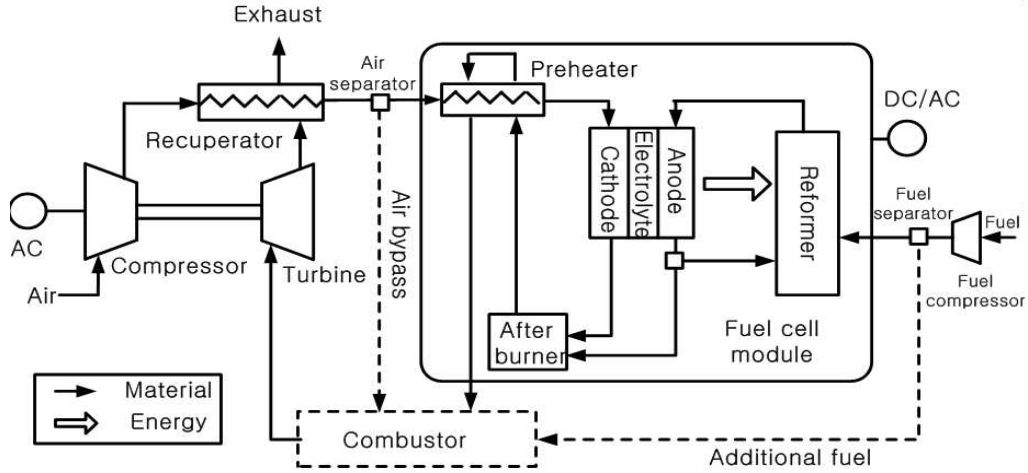 Exhaust
Air
separator
Preheater
DC/AC
Recuperator
Cathode
Electrolyte
Anode
Reformer
Fuel
separator
Fuel
Air bypass
AC
Compressor
Turbine
Fuel
compressor
Air
After
burner
Fuel cell
module
Material
Energy
Combustor
Additional fuel